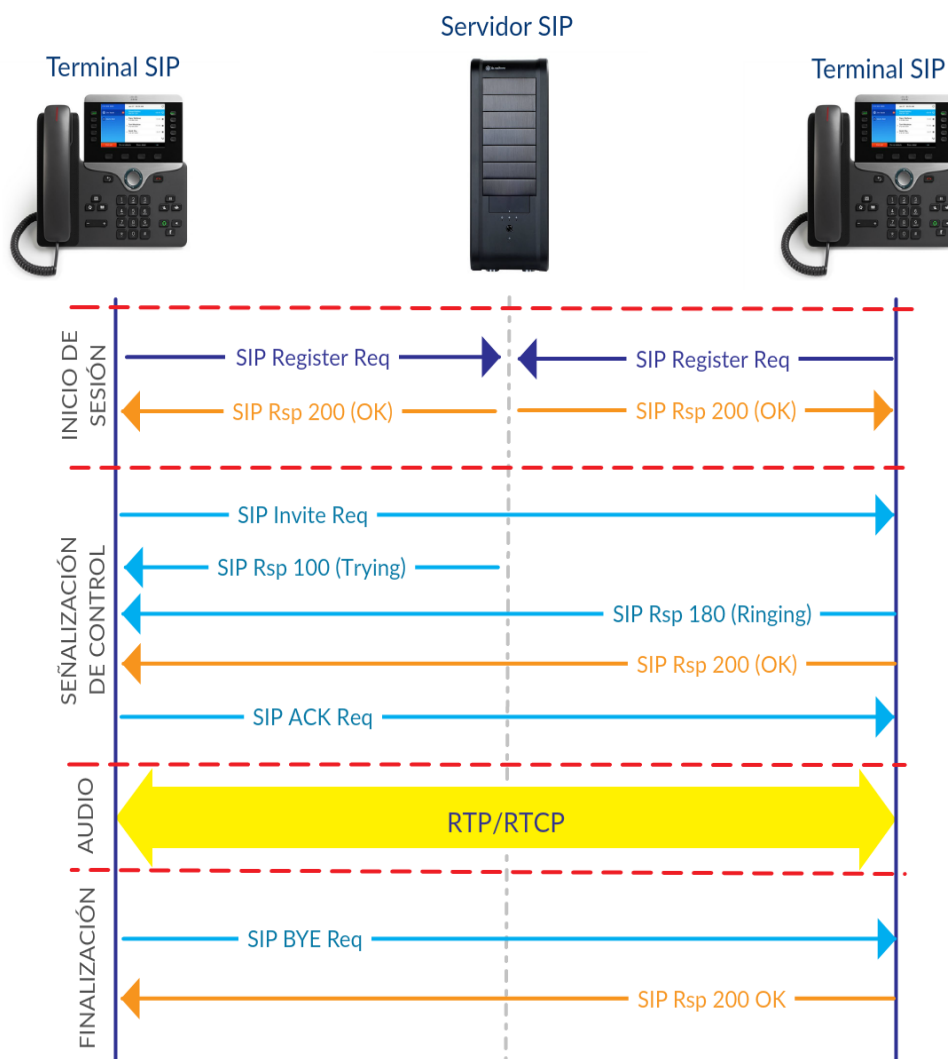 Servidor SIP
Terminal SIP
Terminal SIP
INICIO DE
SESIÓN
SIP Register Req
SIP Register Req
SIP Rsp 200 (OK)
SIP Rsp 200 (OK)
SEÑALIZACIÓN
DE CONTROL
SIP Invite Req
SIP Rsp 100 (Trying)
SIP Rsp 180 (Ringing)
SIP Rsp 200 (OK)
SIP ACK Req
AUDIO
RTP/RTCP
FINALIZACIÓN
SIP BYE Req
SIP Rsp 200 OK